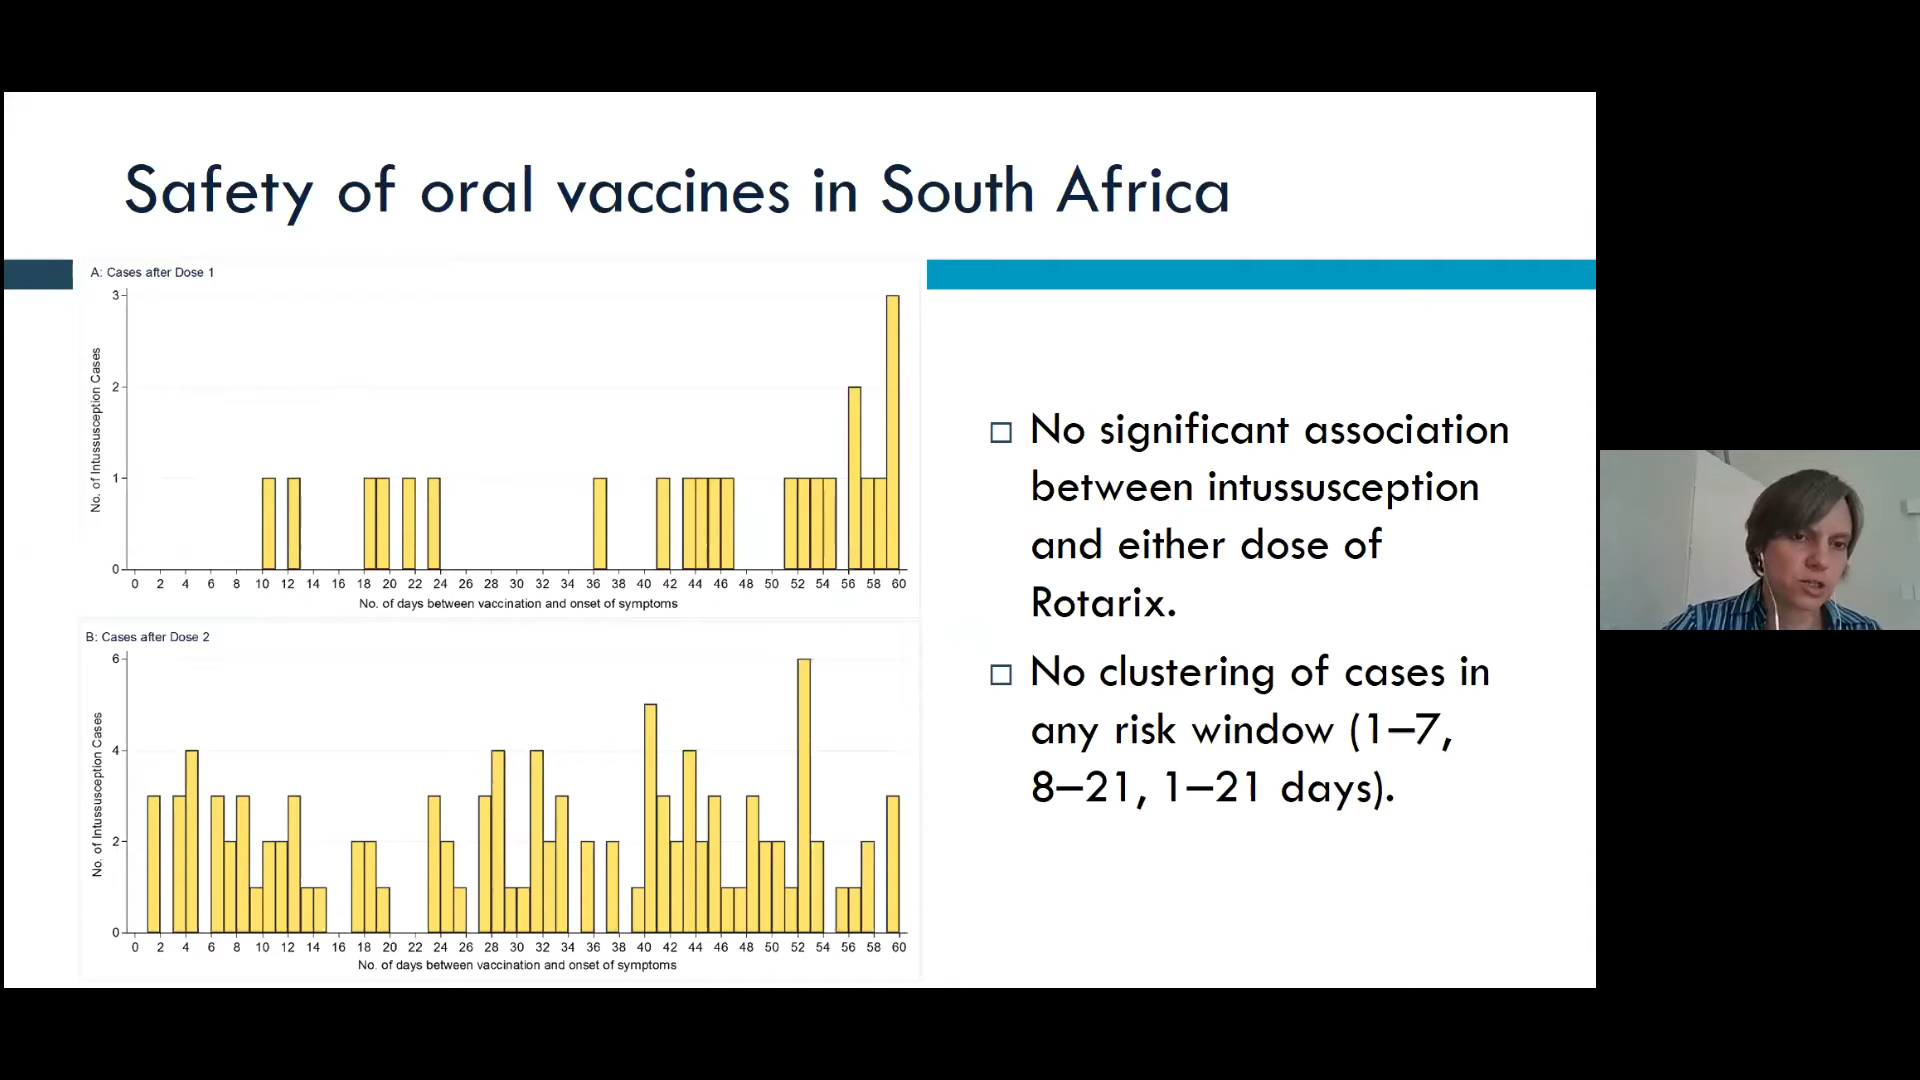 Safety of oral vaccines in South Africa
A: Cases after Dose 1
No. of Intussusception Cases
3
2
1
0
0 2 4 6 8 10 12 14 16 18 20 22 24 26 28 30 32 34 36 38 40 42 44 46 48 50 52 54 56 58 60
No. of days between vaccination and onset of symptoms
B: Cases after Dose 2
No. of Intussusception Cases
6
4
2
0
0 2 4 6 8 10 12 14 16 18 20 22 24 26 28 30 32 34 36 38 40 42 44 46 48 50 52 54 56 58 60
No. of days between vaccination and onset of symptoms
No significant association
between intussusception
and either dose of
Rotarix.
No clustering of cases in
any risk window (1–7,
8–21, 1–21 days).